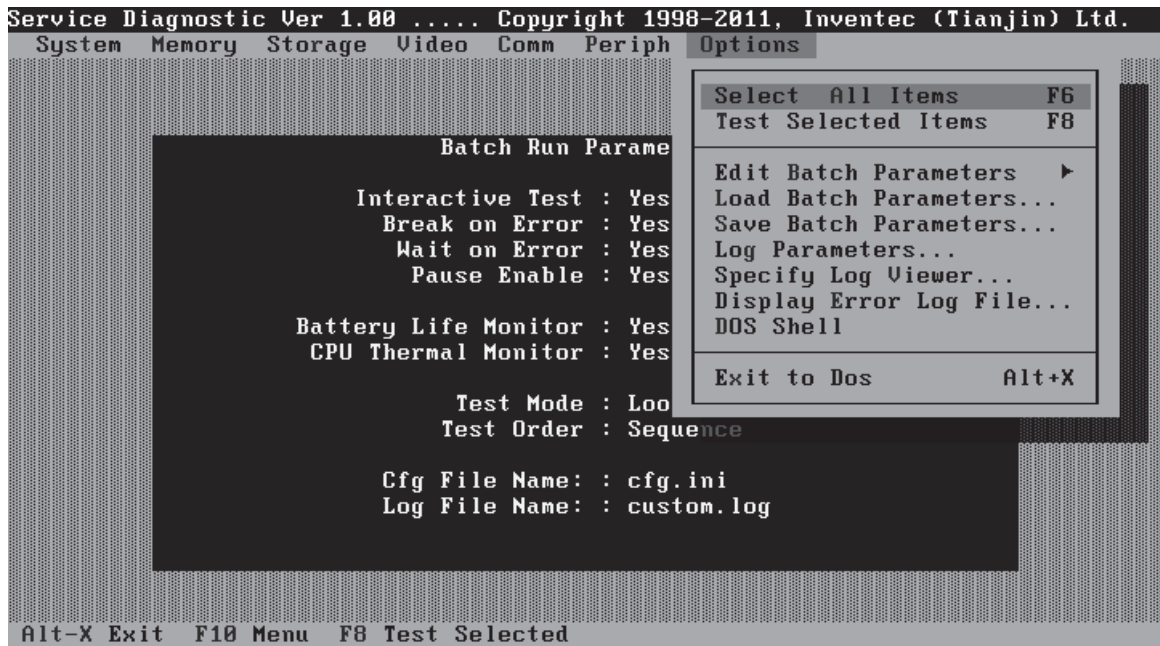 Service Diagnostic Ver 1.00 ..... Copyright 1998-2011, Inventec (Tianjin) Ltd.
System Memory Storage Video Comm Periph Options
Select All Items F6
Test Selected Items F8
Edit Batch Parameters ►
Load Batch Parameters...
Save Batch Parameters...
Log Parameters...
Specify Log Viewer...
Display Error Log File...
DOS Shell
Exit to Dos Alt+X
Batch Run Parame
Interactive Test : Yes
Break on Error : Yes
Wait on Error : Yes
Pause Enable : Yes
Battery Life Monitor : Yes
CPU Thermal Monitor : Yes
Test Mode : Loo
Test Order : Sequence
Cfg File Name: : cfg.ini
Log File Name: : custom.log
Alt-X Exit F10 Menu F8 Test Selected